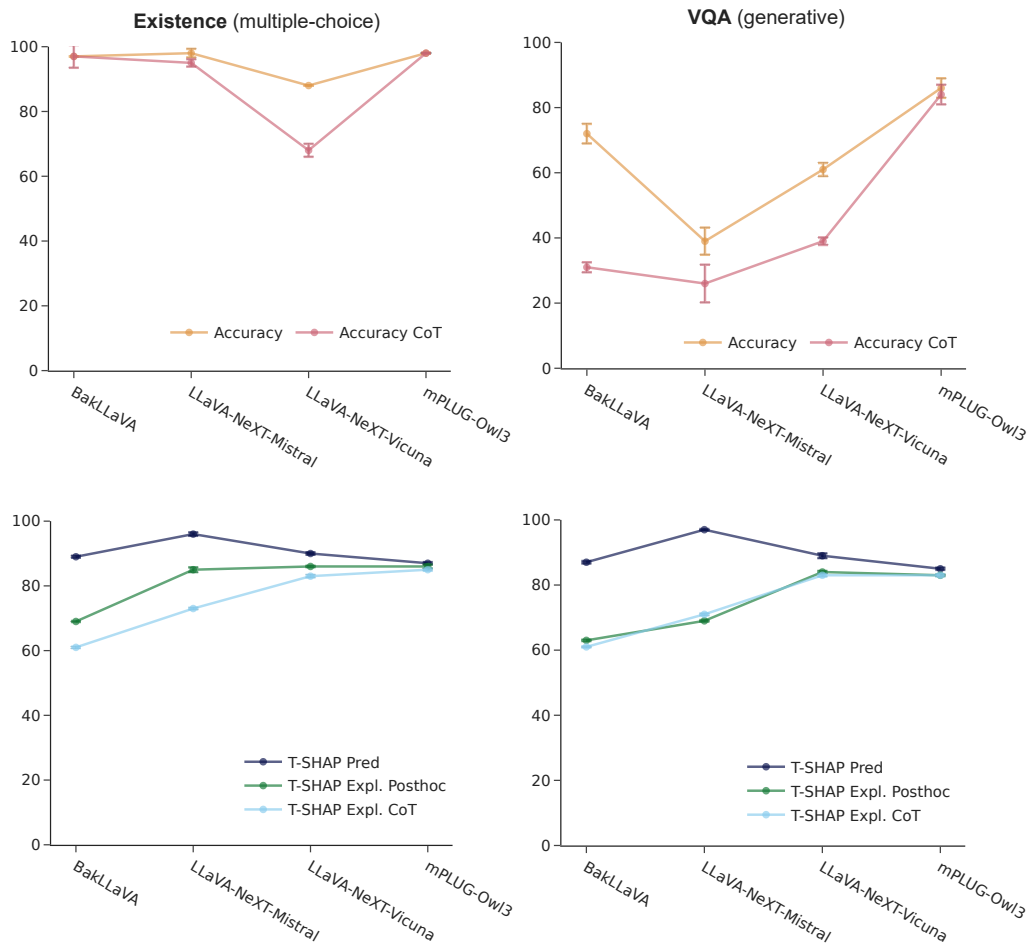 Existence (multiple-choice)
100
80
60
40
20
0
Accuracy
Accuracy CoT
BakLLaVA
LLaVA-NeXT-Mistral
LLaVA-NeXT-Vicuna
mPLUG-Owl3
VQA (generative)
100
80
60
40
20
0
Accuracy
Accuracy CoT
BakLLaVA
LLaVA-NeXT-Mistral
LLaVA-NeXT-Vicuna
mPLUG-Owl3
100
80
60
40
20
0
T-SHAP Pred
T-SHAP Expl. Posthoc
T-SHAP Expl. CoT
BakLLaVA
LLaVA-NeXT-Mistral
LLaVA-NeXT-Vicuna
mPLUG-Owl3
100
80
60
40
20
0
T-SHAP Pred
T-SHAP Expl. Posthoc
T-SHAP Expl. CoT
BakLLaVA
LLaVA-NeXT-Mistral
LLaVA-NeXT-Vicuna
mPLUG-Owl3